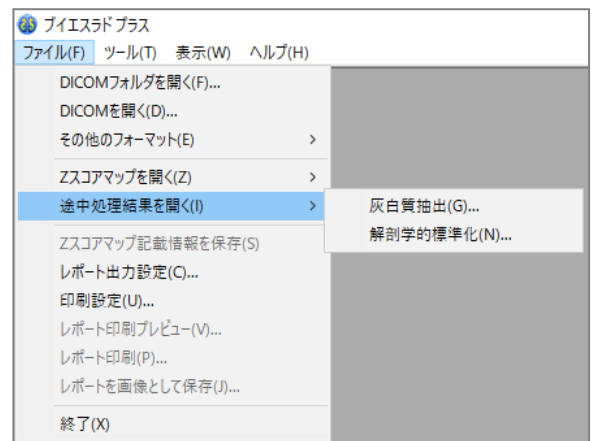 ブイエスラド プラス
ファイル(F) ツール(T) 表示(W) ヘルプ(H)
DICOMフォルダを開く(F)...
DICOMを開く(D)...
その他のフォーマット(E)
Zスコアマップを開く(Z)
途中処理結果を開く(I)
灰白質抽出(G)...
解剖学的標準化(N)...
Zスコアマップ記載情報を保存(S)
レポート出力設定(C)...
印刷設定(U)...
レポート印刷プレビュー(V)...
レポート印刷(P)...
レポートを画像として保存(J)...
終了(X)